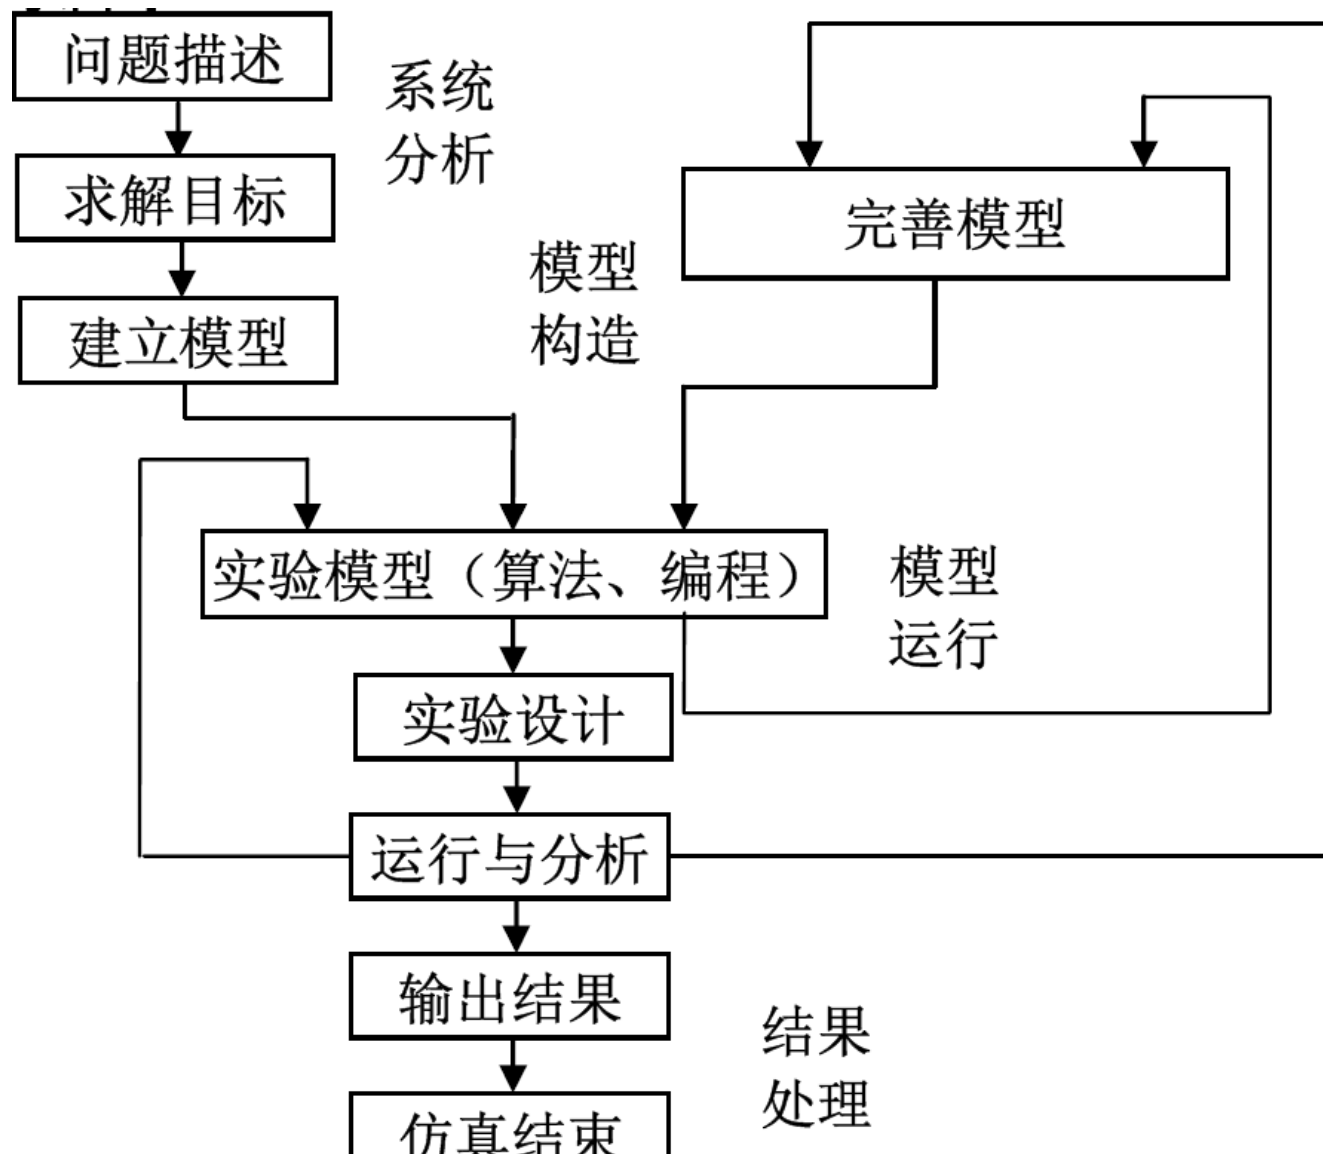 问题描述
系统
分析
求解目标
完善模型
模型
构造
建立模型
实验模型（算法、编程）
模型
运行
实验设计
运行与分析
输出结果
结果
处理
仿真结束